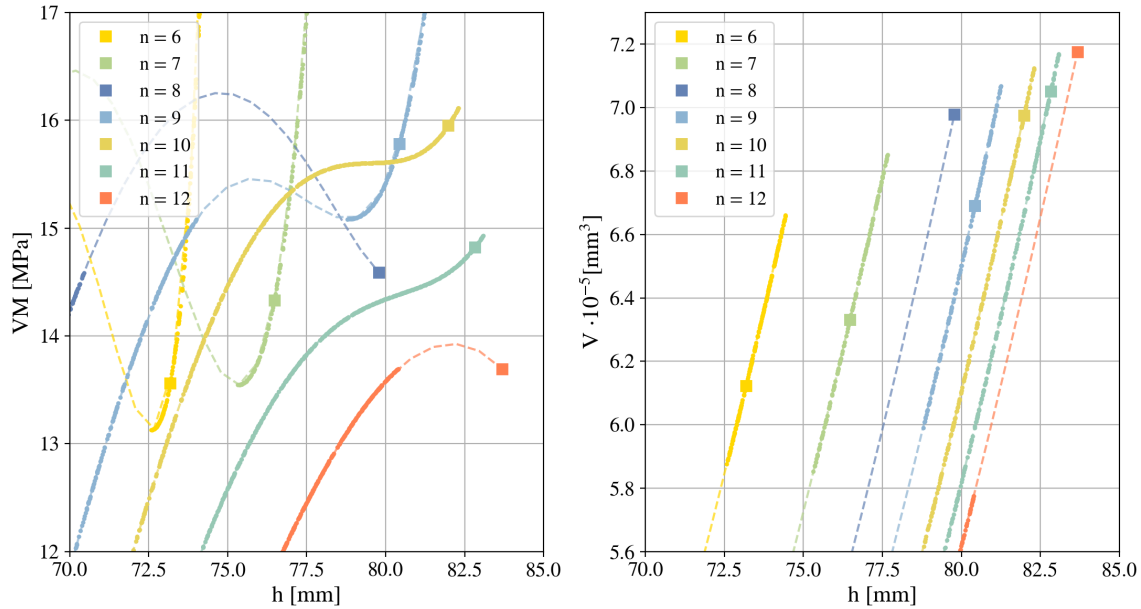 17
16
15
14
13
12
VM [MPa]
n = 6
n = 7
n = 8
n = 9
n = 10
n = 11
n = 12
70.0 72.5 75.0 77.5 80.0 82.5 85.0
h [mm]
7.2
7.0
6.8
6.6
6.4
6.2
6.0
5.8
5.6
V ·10⁻⁵ [mm³]
n = 6
n = 7
n = 8
n = 9
n = 10
n = 11
n = 12
70.0 72.5 75.0 77.5 80.0 82.5 85.0
h [mm]